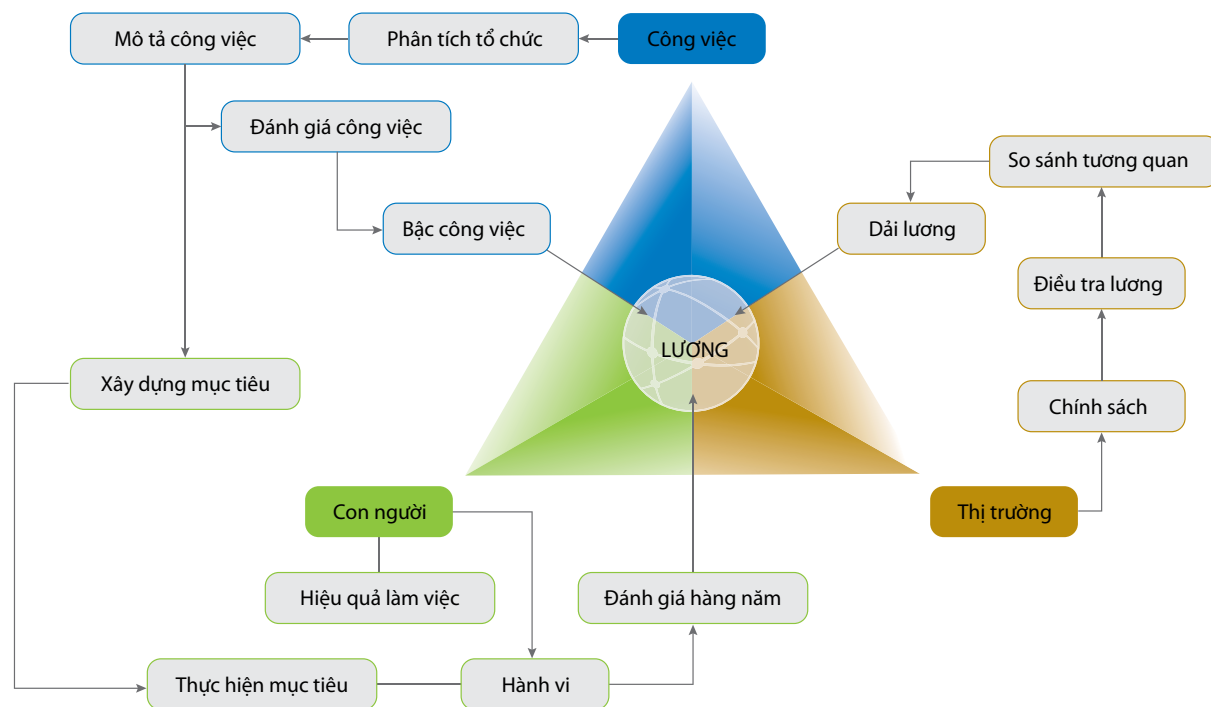 Mô tả công việc
Phân tích tổ chức
Công việc
Đánh giá công việc
So sánh tương quan
Bậc công việc
Dải lương
Điều tra lương
LƯƠNG
Xây dựng mục tiêu
Chính sách
Con người
Thị trường
Hiệu quả làm việc
Đánh giá hàng năm
Thực hiện mục tiêu
Hành vi